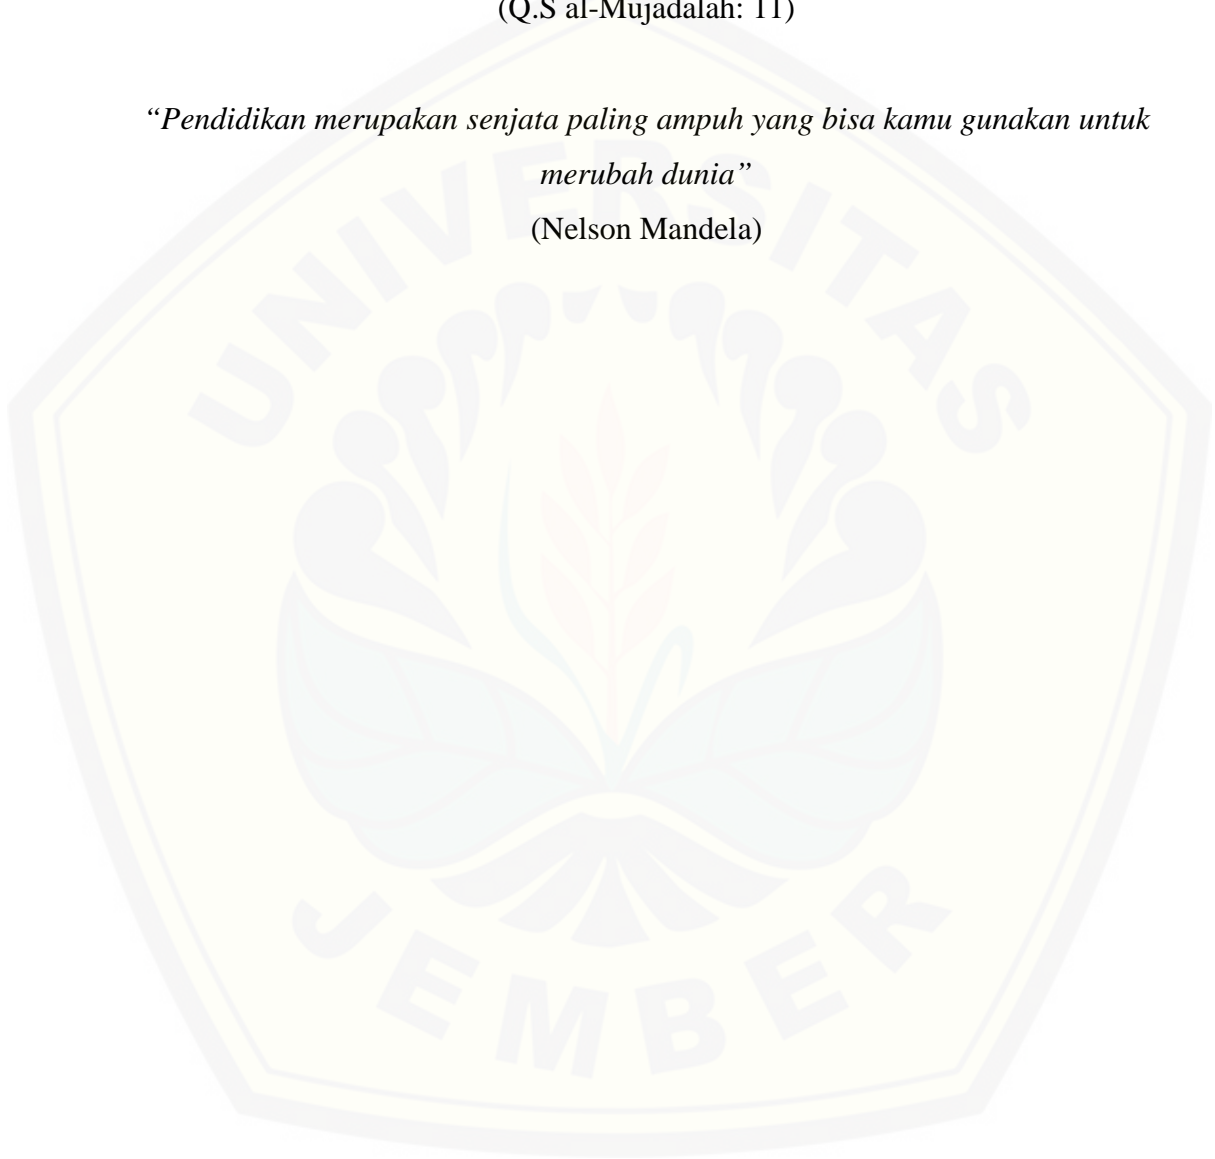 (Q.S al-Mujadalah: 11)
“Pendidikan merupakan senjata paling ampuh yang bisa kamu gunakan untuk
merubah dunia”
(Nelson Mandela)
UNIVERSITAS
JEMBER